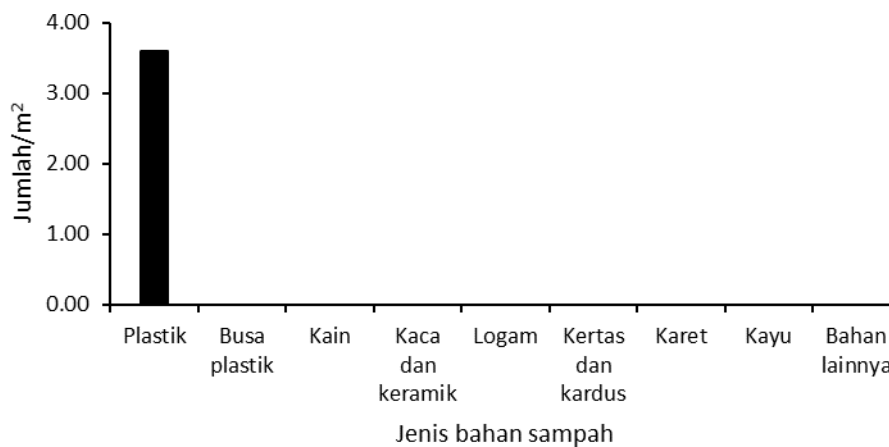 4.00
3.00
2.00
1.00
0.00
Jumlah/m²
Plastik
Busa
plastik
Kain
Kaca
dan
keramik
Logam
Kertas
dan
kardus
Karet
Kayu
Bahan
lainnya
Jenis bahan sampah